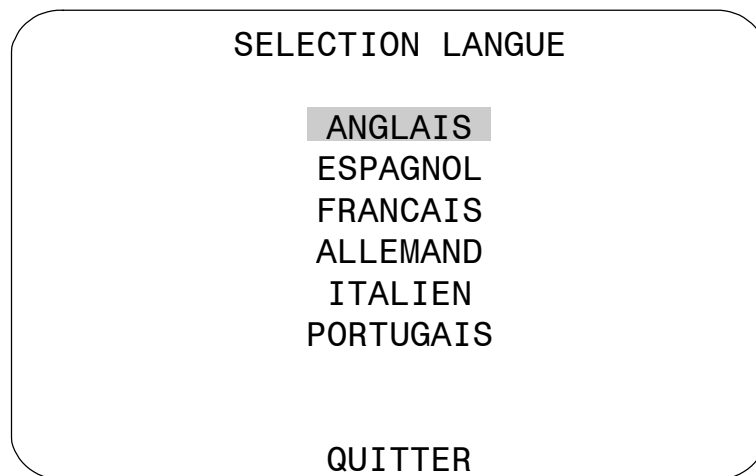 SELECTION LANGUE
ANGLAIS
ESPAGNOL
FRANCAIS
ALLEMAND
ITALIEN
PORTUGAIS
QUITTER